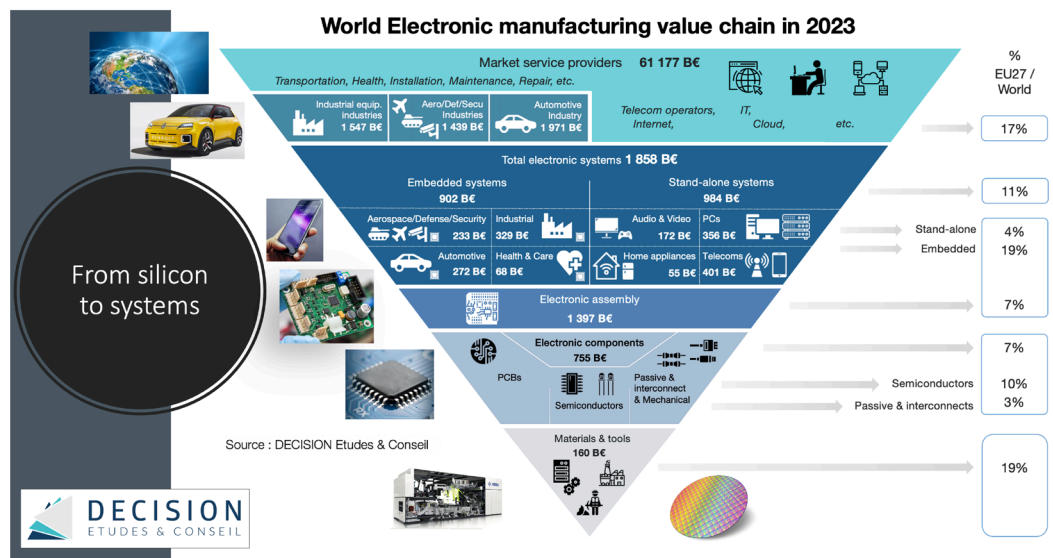 World Electronic manufacturing value chain in 2023
%
EU27 /
World
Market service providers 61 177 B€
Transportation, Health, Installation, Maintenance, Repair, etc.
Industrial equip.
industries
1 547 B€
Aero/Def/Secu
Industries
1 439 B€
Automotive
Industry
1 971 B€
Telecom operators, IT,
Internet, Cloud, etc.
17%
Total electronic systems 1 858 B€
11%
Embedded systems
902 B€
Stand-alone systems
984 B€
Aerospace/Defense/Security
233 B€
Industrial
329 B€
Audio & Video
172 B€
PCs
356 B€
Stand-alone 4%
Embedded 19%
Automotive
272 B€
Health & Care
68 B€
Home appliances
55 B€
Telecoms
401 B€
From silicon
to systems
Electronic assembly
1 397 B€
7%
Electronic components
755 B€
7%
PCBs
Semiconductors
Passive &
interconnect
& Mechanical
Semiconductors 10%
Passive & interconnects 3%
Source : DECISION Etudes & Conseil
Materials & tools
160 B€
19%
DECISION
ETUDES & CONSEIL